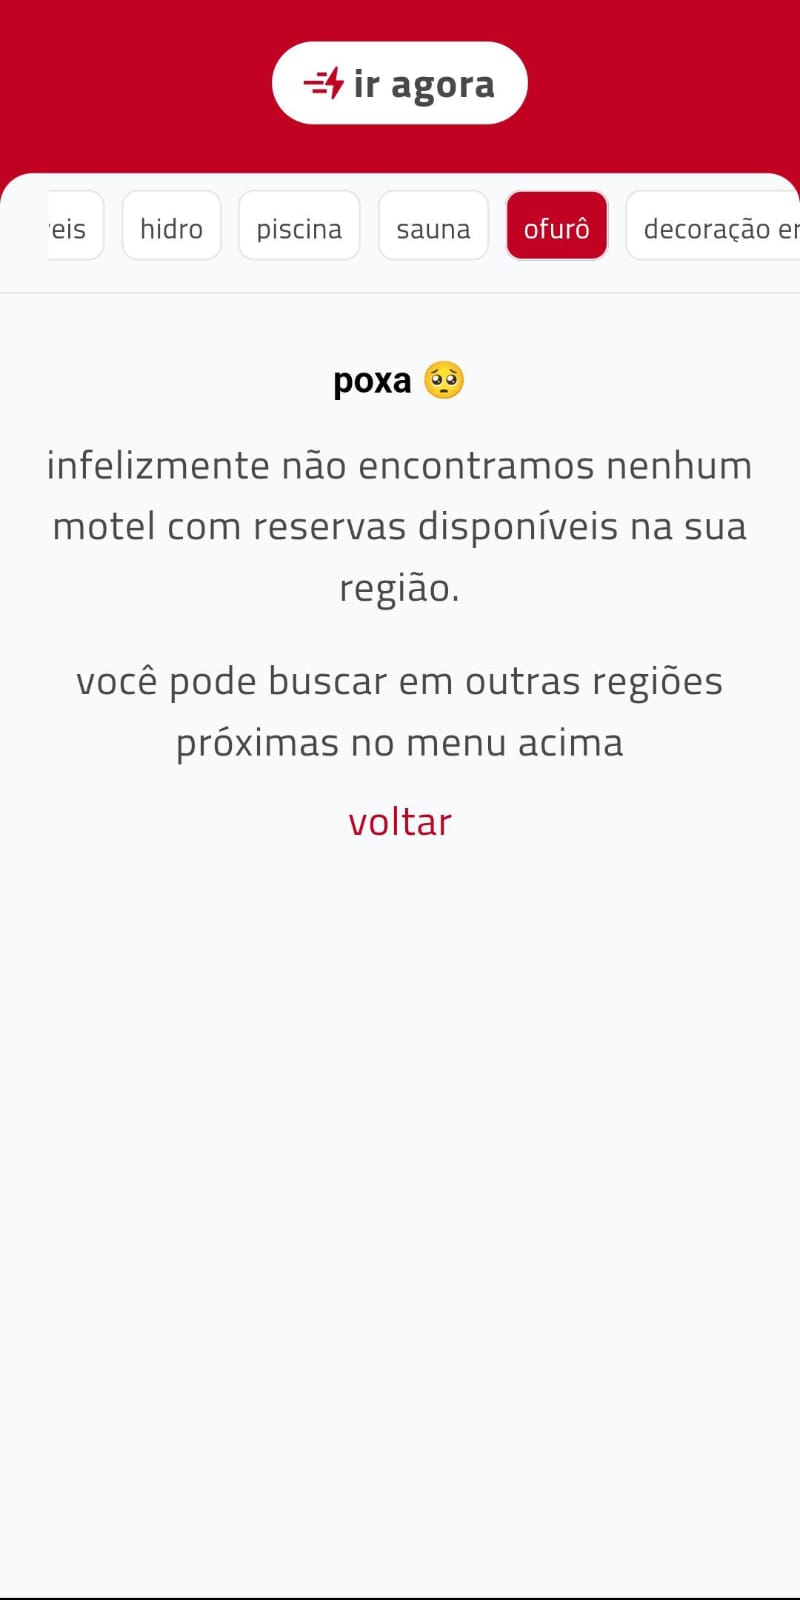 ir agora
eis hidro piscina sauna ofurô decoração
poxa 🥺
infelizmente não encontramos nenhum
motel com reservas disponíveis na sua
região.
você pode buscar em outras regiões
próximas no menu acima
voltar